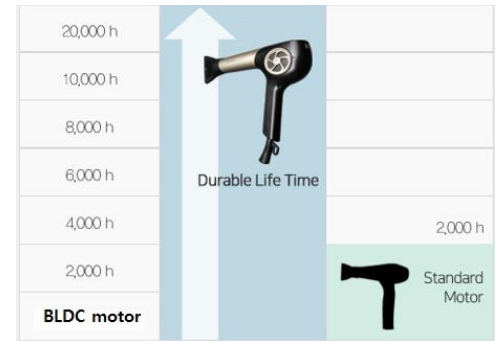 20,000 h
10,000 h
8,000 h
6,000 h
4,000 h
2,000 h
BLDC motor
Durable Life Time
2,000 h
Standard
Motor